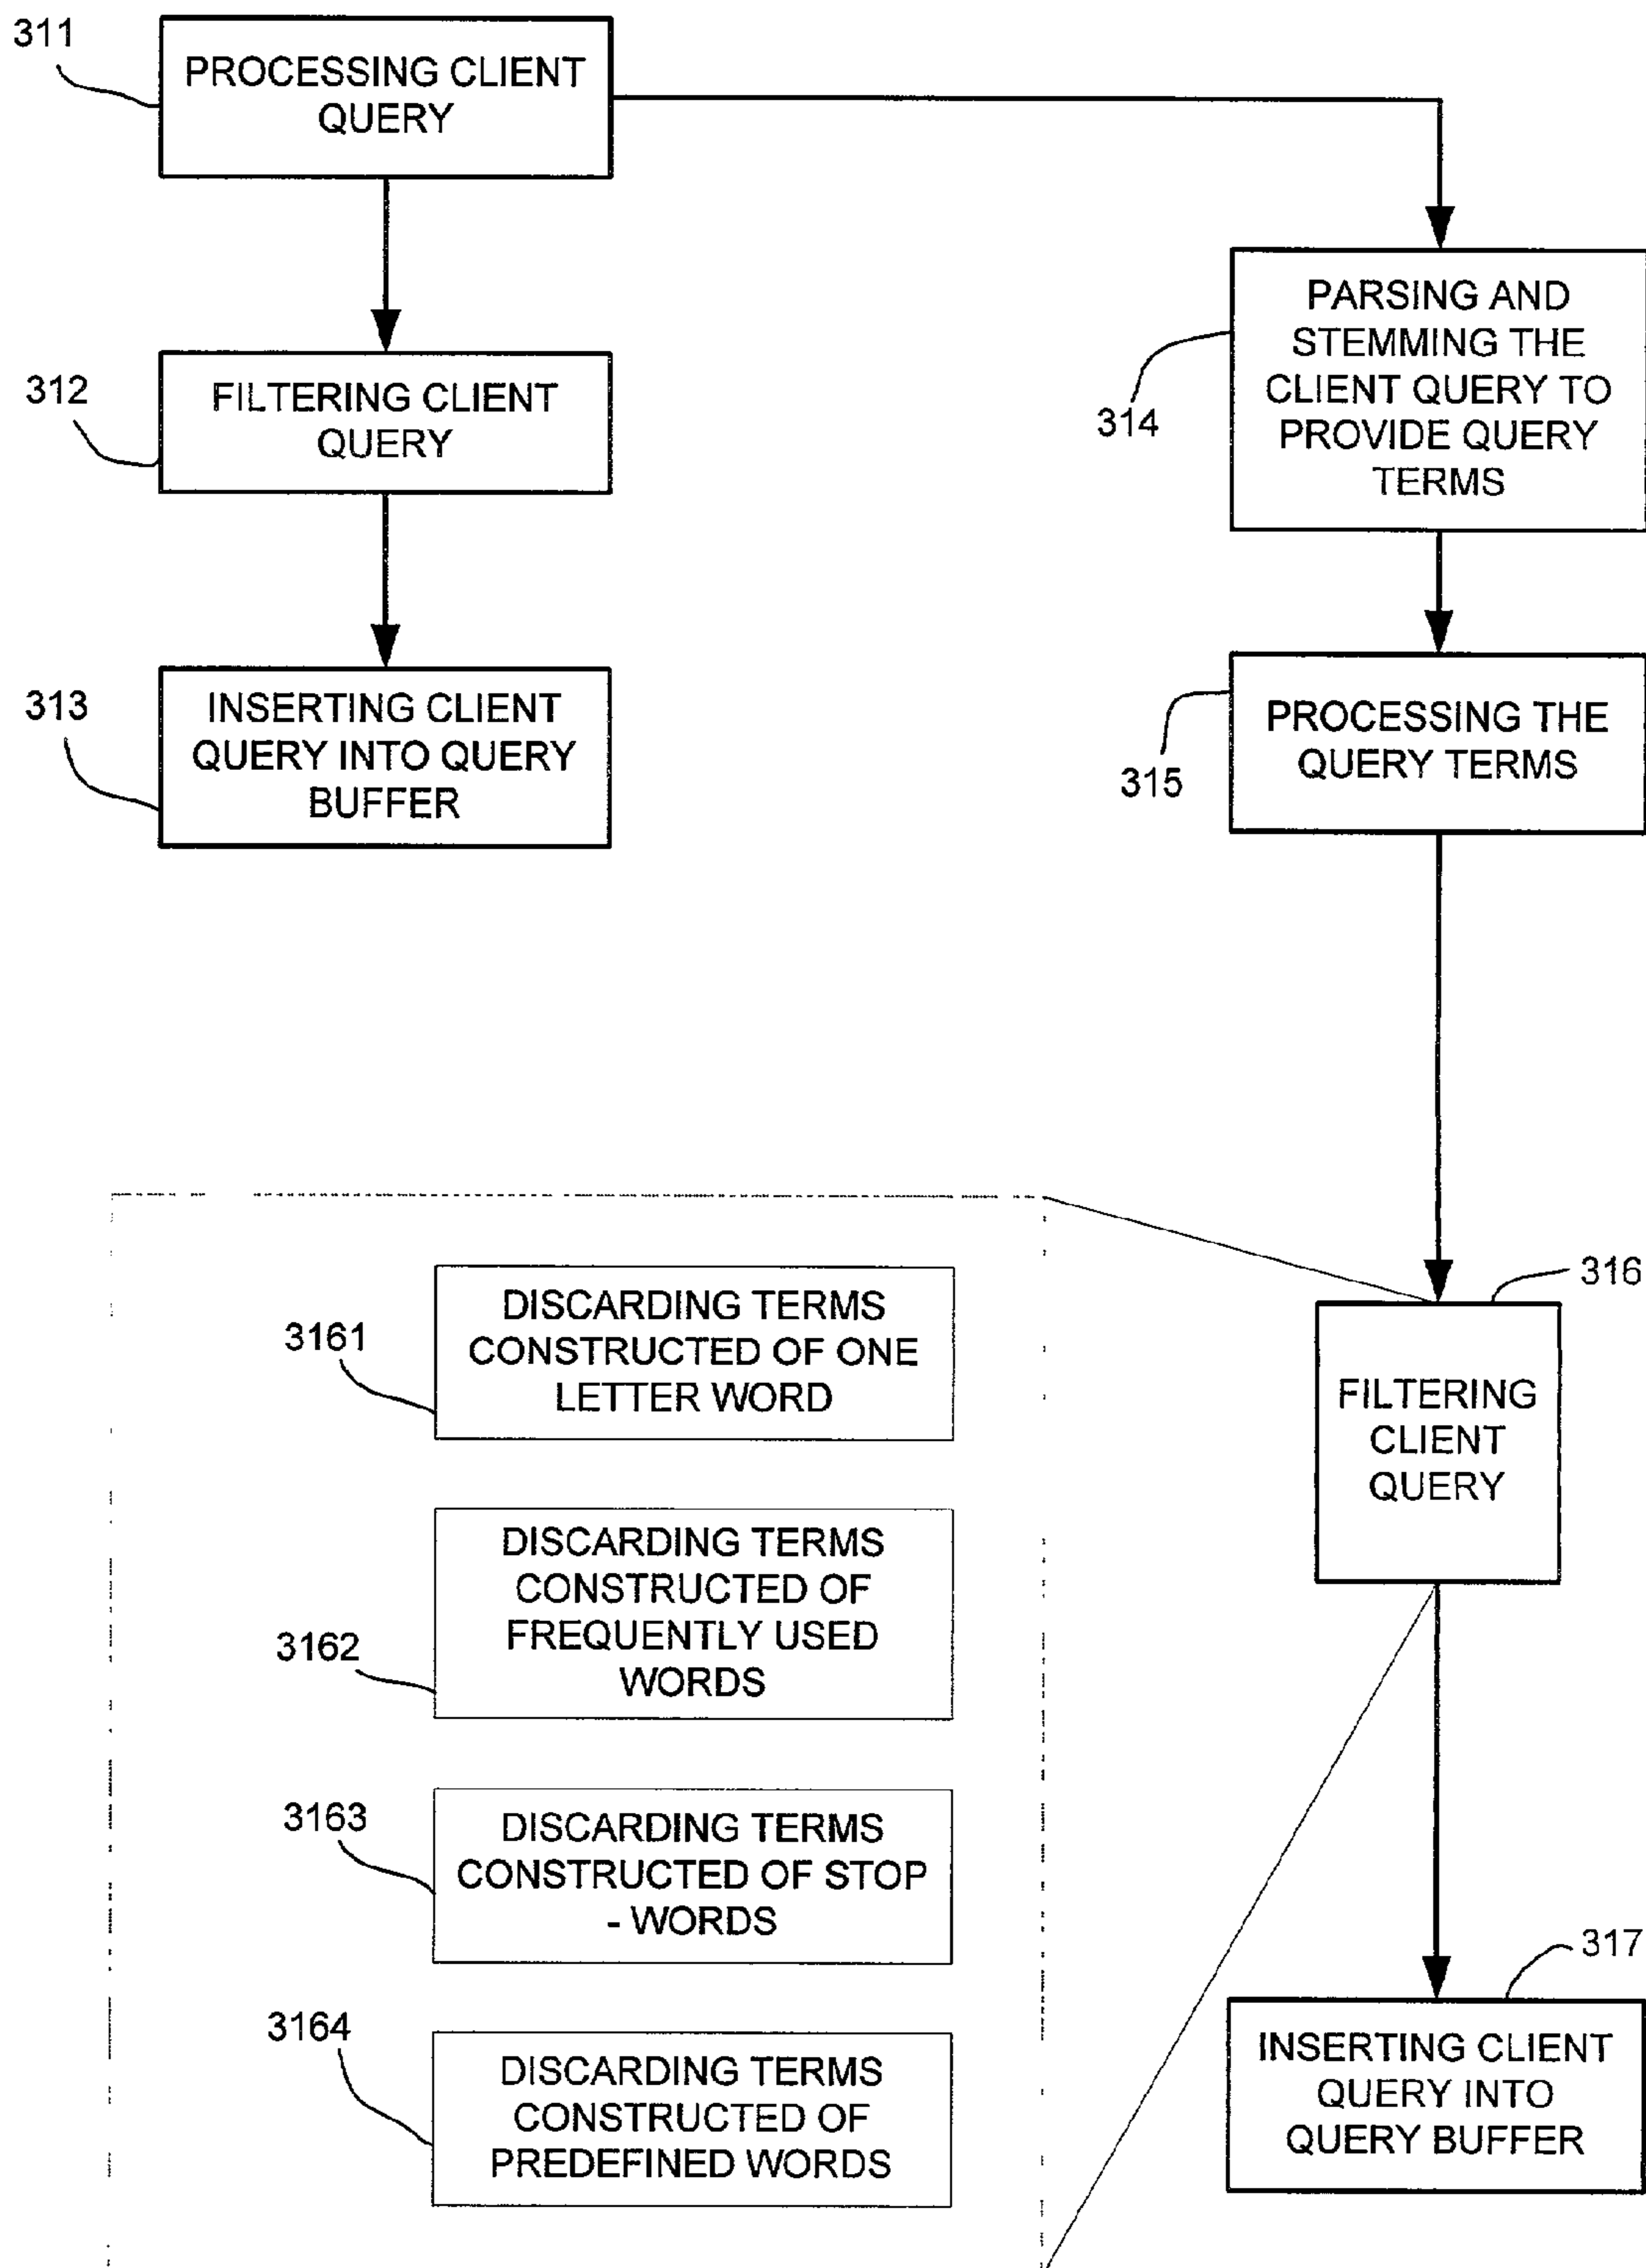 311
PROCESSING CLIENT
QUERY
312
FILTERING CLIENT
QUERY
313
INSERTING CLIENT
QUERY INTO QUERY
BUFFER
314
PARSING AND
STEMMING THE
CLIENT QUERY TO
PROVIDE QUERY
TERMS
315
PROCESSING THE
QUERY TERMS
316
FILTERING
CLIENT
QUERY
3161
DISCARDING TERMS
CONSTRUCTED OF ONE
LETTER WORD
3162
DISCARDING TERMS
CONSTRUCTED OF
FREQUENTLY USED
WORDS
3163
DISCARDING TERMS
CONSTRUCTED OF STOP
- WORDS
3164
DISCARDING TERMS
CONSTRUCTED OF
PREDEFINED WORDS
317
INSERTING CLIENT
QUERY INTO
QUERY BUFFER